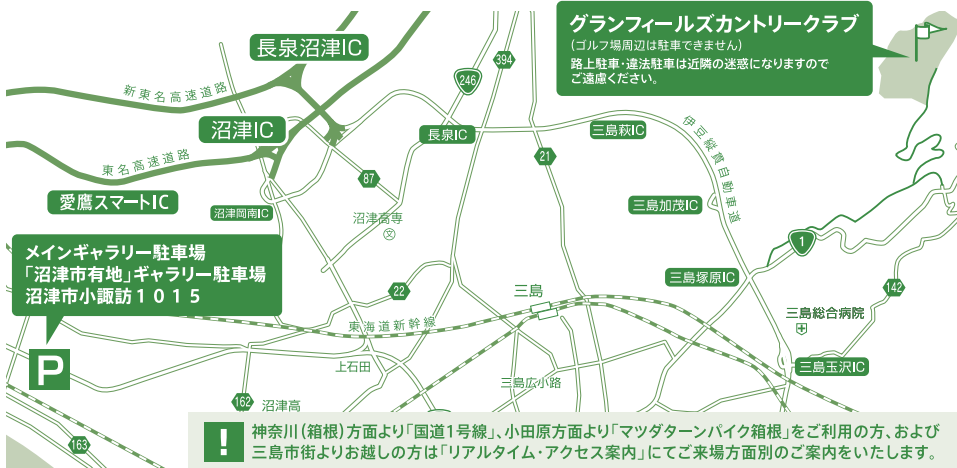 グランフィールズカントリークラブ
(ゴルフ場周辺は駐車できません)
路上駐車・違法駐車は近隣の迷惑になりますので
ご遠慮ください。
長泉沼津IC
394
246
新東名高速道路
沼津IC
長泉IC
三島萩IC
伊豆縦貫自動車道
東名高速道路
21
87
愛鷹スマートIC
沼津岡南IC
沼津高専
文
三島加茂IC
1
メインギャラリー駐車場
「沼津市有地」ギャラリー駐車場
沼津市小諏訪1015
三島塚原IC
22
三島
142
三島総合病院
東海道新幹線
P
上石田
三島玉沢IC
三島広小路
162
沼津高
163
! 神奈川(箱根)方面より「国道1号線」、小田原方面より「マツダターンパイク箱根」をご利用の方、および
三島市街よりお越しの方は「リアルタイム・アクセス案内」にてご来場方面別のご案内をいたします。